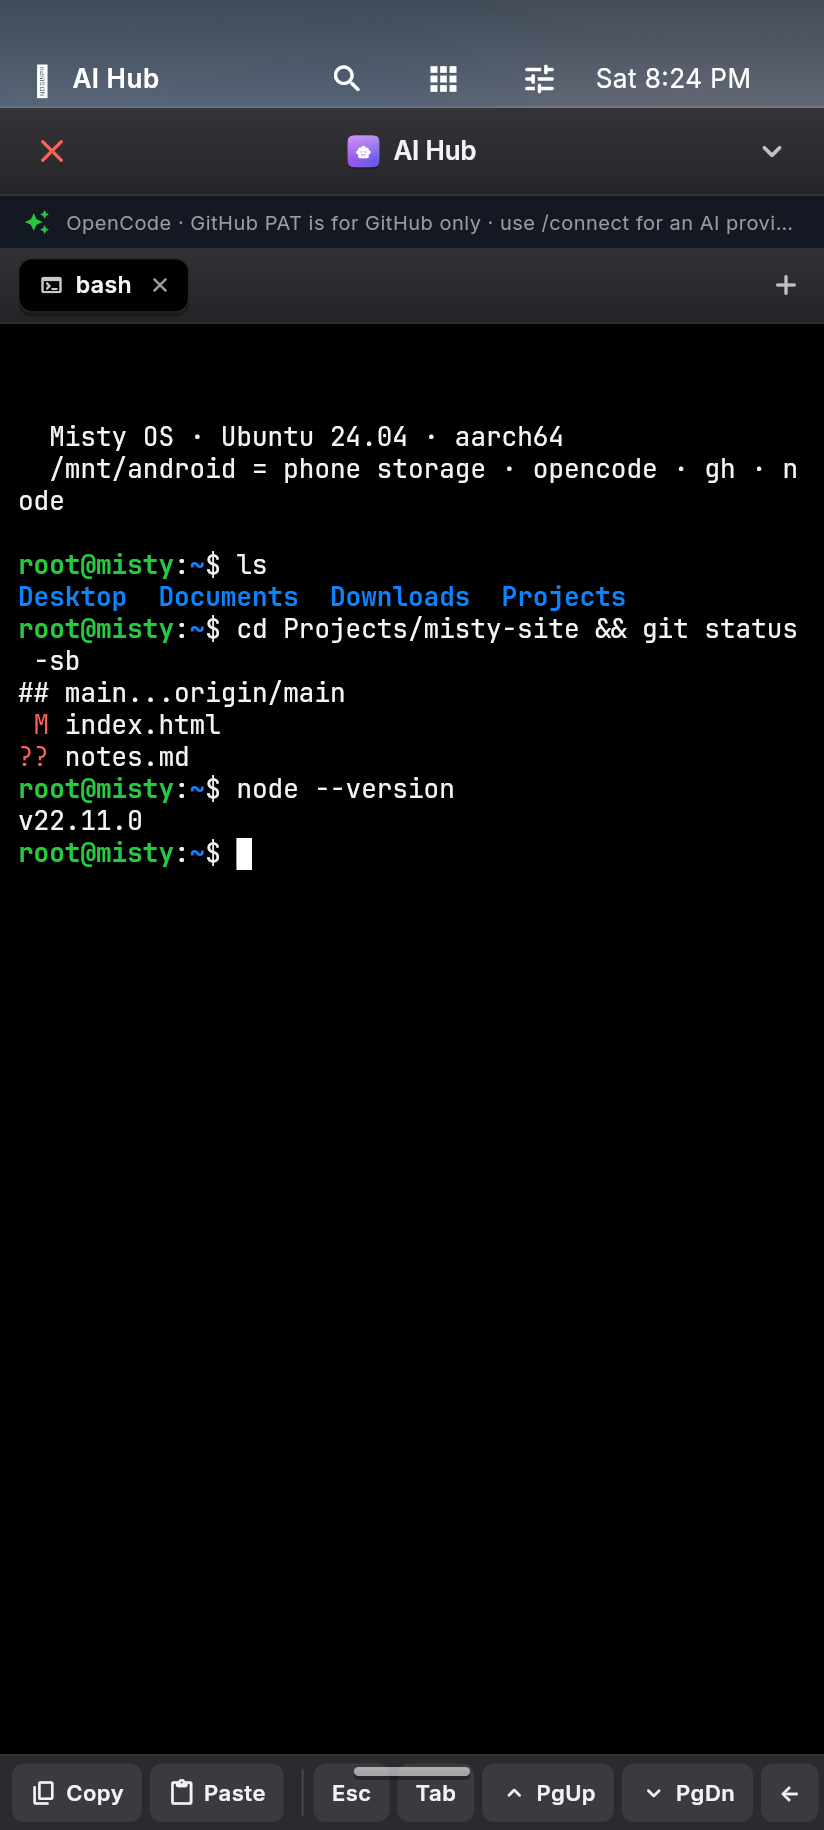 AI Hub
Sat 8:24 PM
AI Hub
OpenCode · GitHub PAT is for GitHub only · use /connect for an AI provi...
bash
Misty OS · Ubuntu 24.04 · aarch64
/mnt/android = phone storage · opencode · gh · n
ode
root@misty:~$ ls
Desktop  Documents  Downloads  Projects
root@misty:~$ cd Projects/misty-site && git status
-sb
## main...origin/main
M index.html
?? notes.md
root@misty:~$ node --version
v22.11.0
root@misty:~$
Copy Paste Esc Tab PgUp PgDn